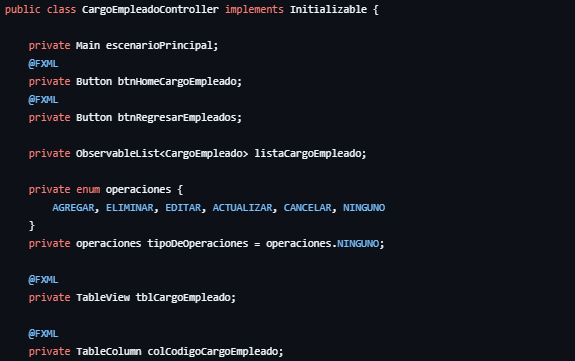 public class CargoEmpleadoController implements Initializable {
private Main escenarioPrincipal;
@FXML
private Button btnHomeCargoEmpleado;
@FXML
private Button btnRegresarEmpleados;
private ObservableList<CargoEmpleado> listaCargoEmpleado;
private enum operaciones {
AGREGAR, ELIMINAR, EDITAR, ACTUALIZAR, CANCELAR, NINGUNO
}
private operaciones tipoDeOperaciones = operaciones.NINGUNO;
@FXML
private TableView tblCargoEmpleado;
@FXML
private TableColumn colCodigoCargoEmpleado;